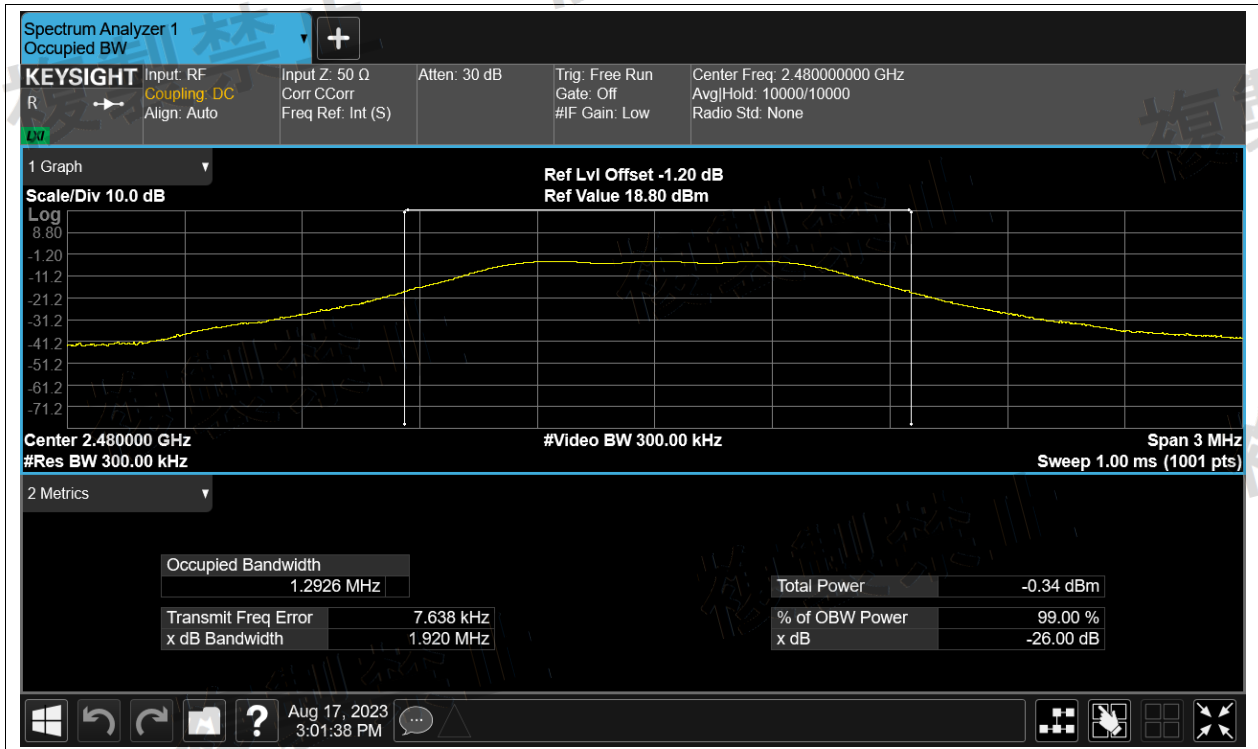 Spectrum Analyzer 1
Occupied BW
+
KEYSIGHT
R
LXI
Input: RF
Coupling: DC
Align: Auto
Input Z: 50 Ω
Corr CCorr
Freq Ref: Int (S)
Atten: 30 dB
Trig: Free Run
Gate: Off
#IF Gain: Low
Center Freq: 2.480000000 GHz
Avg|Hold: 10000/10000
Radio Std: None
1 Graph
Scale/Div 10.0 dB
Ref Lvl Offset -1.20 dB
Ref Value 18.80 dBm
Log
8.80
-1.20
-11.2
-21.2
-31.2
-41.2
-51.2
-61.2
-71.2
Center 2.480000 GHz
#Video BW 300.00 kHz
Span 3 MHz
#Res BW 300.00 kHz
Sweep 1.00 ms (1001 pts)
2 Metrics
Occupied Bandwidth
1.2926 MHz
Total Power -0.34 dBm
Transmit Freq Error 7.638 kHz
% of OBW Power 99.00 %
x dB Bandwidth 1.920 MHz
x dB -26.00 dB
?
Aug 17, 2023
3:01:38 PM
複製禁止